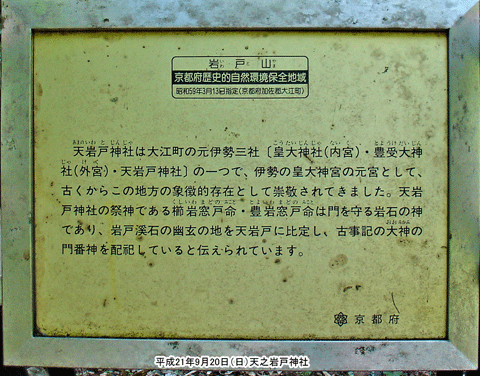 岩戸山
京都府歴史的自然環境保全地域
昭和59年3月13日指定(京都府加佐郡大江町)
天岩戸神社は大江町の元伊勢三社〔皇大神社(内宮)・豊受大神
社(外宮)・天岩戸神社〕の一つで、伊勢の皇大神宮の元宮として、
古くからこの地方の象徴的存在として崇敬されてきました。天岩
戸神社の祭神である櫛岩窓戸命・豊岩窓戸命は門を守る岩石の神
であり、岩戸渓石の幽玄の地を天岩戸に比定し、古事記の大神の
門番神を配祀していると伝えられています。
京都府
平成21年9月20日(日)天之岩戸神社